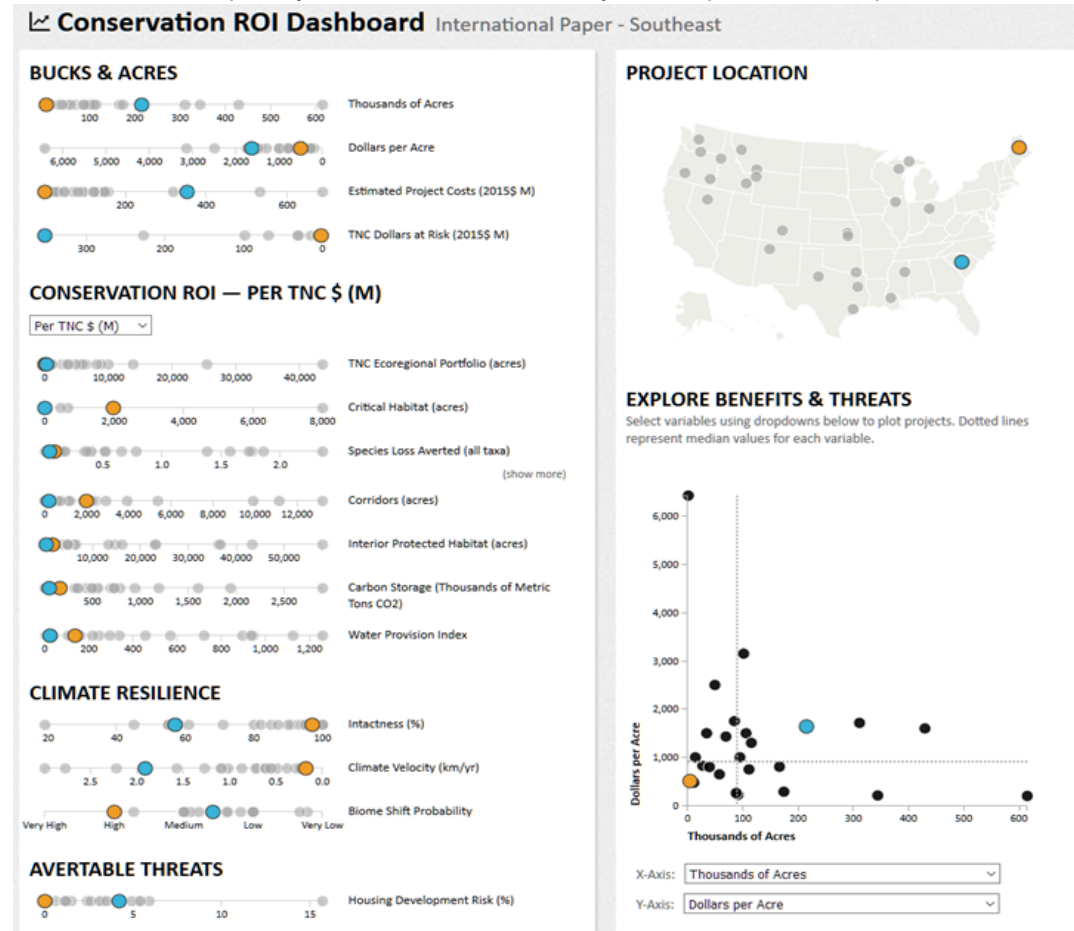 Conservation ROI Dashboard International Paper - Southeast
BUCKS & ACRES
Thousands of Acres
100 200 300 400 500 600
Dollars per Acre
6,000 5,000 4,000 3,000 2,000 1,000 0
Estimated Project Costs (2015$ M)
200 400 600
TNC Dollars at Risk (2015$ M)
300 200 100 0
CONSERVATION ROI — PER TNC $ (M)
Per TNC $ (M)
TNC Ecoregional Portfolio (acres)
0 10,000 20,000 30,000 40,000
Critical Habitat (acres)
0 2,000 4,000 6,000 8,000
Species Loss Averted (all taxa)
0.5 1.0 1.5 2.0
(show more)
Corridors (acres)
0 2,000 4,000 6,000 8,000 10,000 12,000
Interior Protected Habitat (acres)
10,000 20,000 30,000 40,000 50,000
Carbon Storage (Thousands of Metric
Tons CO2)
500 1,000 1,500 2,000 2,500
Water Provision Index
0 200 400 600 800 1,000 1,200
CLIMATE RESILIENCE
Intactness (%)
20 40 60 80 100
Climate Velocity (km/yr)
2.5 2.0 1.5 1.0 0.5 0.0
Biome Shift Probability
Very High High Medium Low Very Low
AVERTABLE THREATS
Housing Development Risk (%)
0 5 10 15
PROJECT LOCATION
EXPLORE BENEFITS & THREATS
Select variables using dropdowns below to plot projects. Dotted lines
represent median values for each variable.
Dollars per Acre
6,000
5,000
4,000
3,000
2,000
1,000
0
0 100 200 300 400 500 600
Thousands of Acres
X-Axis: Thousands of Acres
Y-Axis: Dollars per Acre